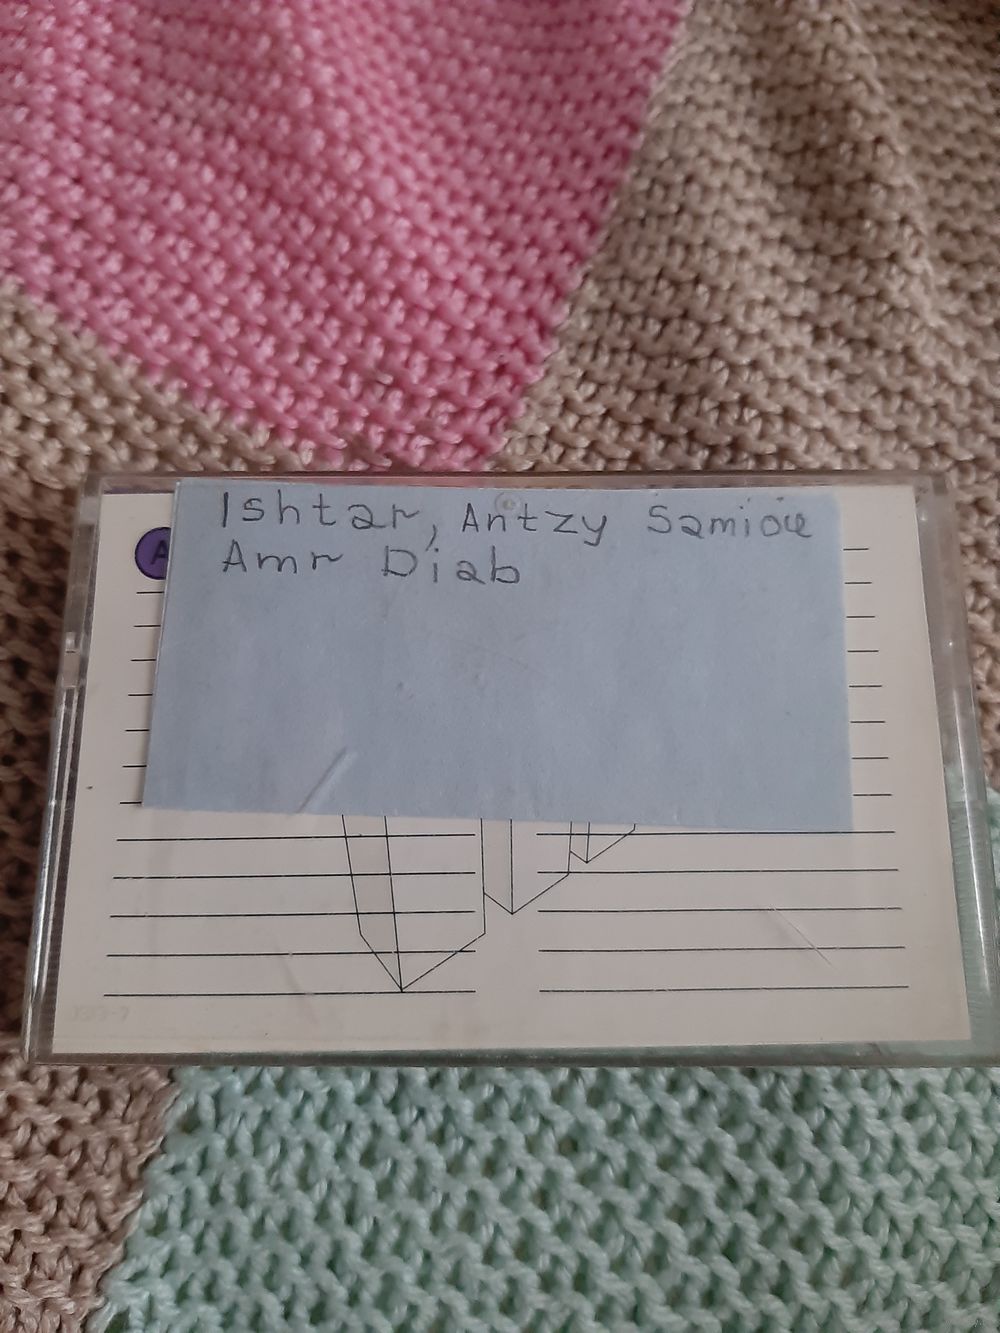 Ishtar, Antzy Samiou
Amr Diab
A